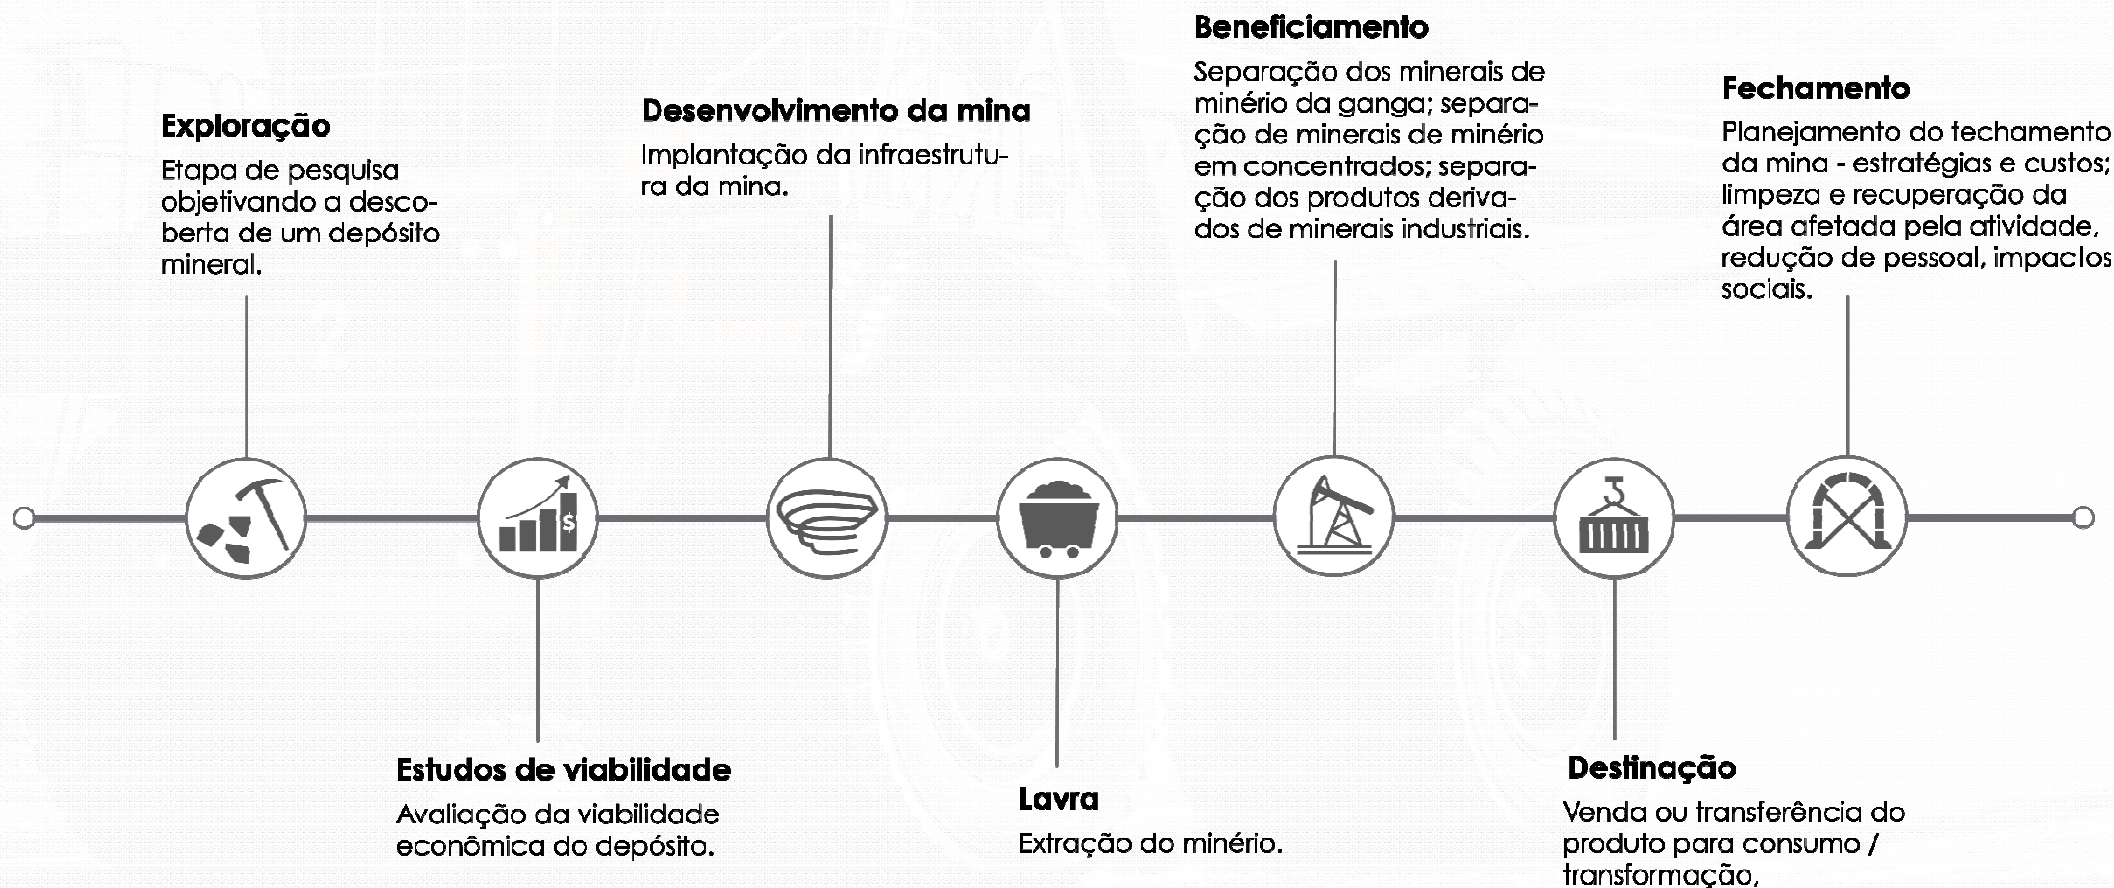 Exploração
Etapa de pesquisa
objetivando a desco-
berta de um depósito
mineral.
Estudos de viabilidade
Avaliação da viabilidade
econômica do depósito.
Desenvolvimento da mina
Implantação da infraestrutu-
ra da mina.
Lavra
Extração do minério.
Beneficiamento
Separação dos minerais de
minério da ganga; separa-
ção de minerais de minério
em concentrados; separa-
ção dos produtos deriva-
dos de minerais industriais.
Destinação
Venda ou transferência do
produto para consumo /
transformação,
Fechamento
Planejamento do fechamento
da mina - estratégias e custos;
limpeza e recuperação da
área afetada pela atividade,
redução de pessoal, impactos
sociais.
$